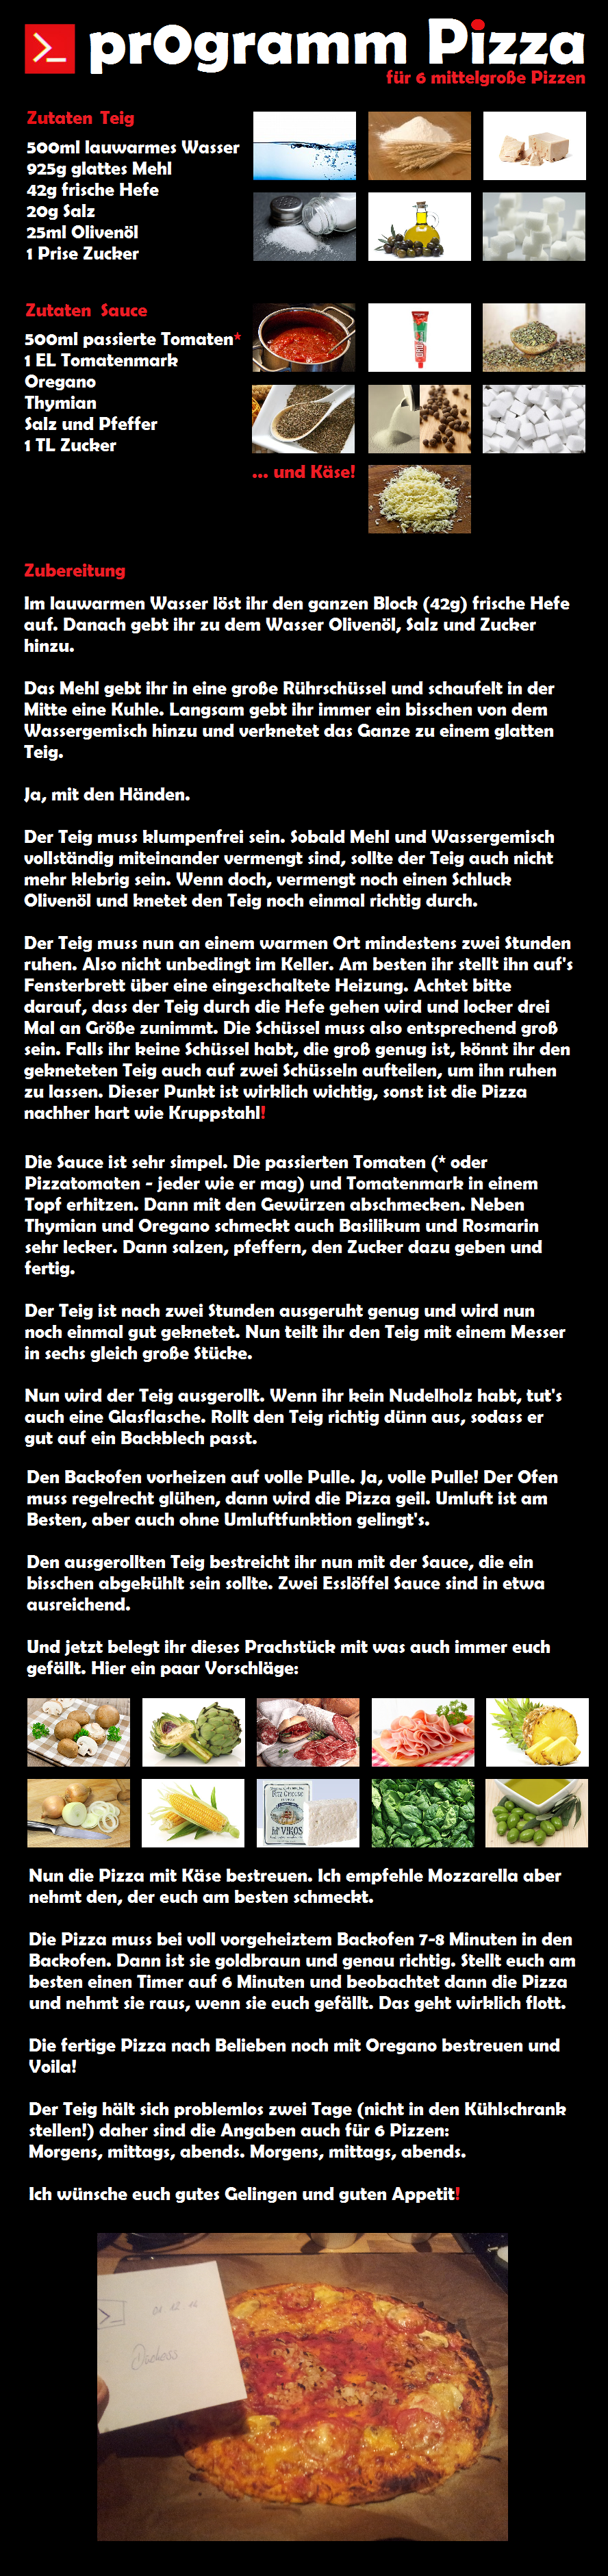 >_ pr0gramm Pizza
für 6 mittelgroße Pizzen
Zutaten Teig
500ml lauwarmes Wasser
925g glattes Mehl
42g frische Hefe
20g Salz
25ml Olivenöl
1 Prise Zucker
Zutaten Sauce
500ml passierte Tomaten*
1 EL Tomatenmark
Oregano
Thymian
Salz und Pfeffer
1 TL Zucker
... und Käse!
Zubereitung
Im lauwarmen Wasser löst ihr den ganzen Block (42g) frische Hefe
auf. Danach gebt ihr zu dem Wasser Olivenöl, Salz und Zucker
hinzu.
Das Mehl gebt ihr in eine große Rührschüssel und schaufelt in der
Mitte eine Kuhle. Langsam gebt ihr immer ein bisschen von dem
Wassergemisch hinzu und verknetet das Ganze zu einem glatten
Teig.
Ja, mit den Händen.
Der Teig muss klumpenfrei sein. Sobald Mehl und Wassergemisch
vollständig miteinander vermengt sind, sollte der Teig auch nicht
mehr klebrig sein. Wenn doch, vermengt noch einen Schluck
Olivenöl und knetet den Teig noch einmal richtig durch.
Der Teig muss nun an einem warmen Ort mindestens zwei Stunden
ruhen. Also nicht unbedingt im Keller. Am besten ihr stellt ihn auf's
Fensterbrett über eine eingeschaltete Heizung. Achtet bitte
darauf, dass der Teig durch die Hefe gehen wird und locker drei
Mal an Größe zunimmt. Die Schüssel muss also entsprechend groß
sein. Falls ihr keine Schüssel habt, die groß genug ist, könnt ihr den
gekneteten Teig auch auf zwei Schüsseln aufteilen, um ihn ruhen
zu lassen. Dieser Punkt ist wirklich wichtig, sonst ist die Pizza
nachher hart wie Kruppstahl!
Die Sauce ist sehr simpel. Die passierten Tomaten (* oder
Pizzatomaten - jeder wie er mag) und Tomatenmark in einem
Topf erhitzen. Dann mit den Gewürzen abschmecken. Neben
Thymian und Oregano schmeckt auch Basilikum und Rosmarin
sehr lecker. Dann salzen, pfeffern, den Zucker dazu geben und
fertig.
Der Teig ist nach zwei Stunden ausgeruht genug und wird nun
noch einmal gut geknetet. Nun teilt ihr den Teig mit einem Messer
in sechs gleich große Stücke.
Nun wird der Teig ausgerollt. Wenn ihr kein Nudelholz habt, tut's
auch eine Glasflasche. Rollt den Teig richtig dünn aus, sodass er
gut auf ein Backblech passt.
Den Backofen vorheizen auf volle Pulle. Ja, volle Pulle! Der Ofen
muss regelrecht glühen, dann wird die Pizza geil. Umluft ist am
Besten, aber auch ohne Umluftfunktion gelingt's.
Den ausgerollten Teig bestreicht ihr nun mit der Sauce, die ein
bisschen abgekühlt sein sollte. Zwei Esslöffel Sauce sind in etwa
ausreichend.
Und jetzt belegt ihr dieses Prachstück mit was auch immer euch
gefällt. Hier ein paar Vorschläge:
VIKOS
Nun die Pizza mit Käse bestreuen. Ich empfehle Mozzarella aber
nehmt den, der euch am besten schmeckt.
Die Pizza muss bei voll vorgeheiztem Backofen 7-8 Minuten in den
Backofen. Dann ist sie goldbraun und genau richtig. Stellt euch am
besten einen Timer auf 6 Minuten und beobachtet dann die Pizza
und nehmt sie raus, wenn sie euch gefällt. Das geht wirklich flott.
Die fertige Pizza nach Belieben noch mit Oregano bestreuen und
Voila!
Der Teig hält sich problemlos zwei Tage (nicht in den Kühlschrank
stellen!) daher sind die Angaben auch für 6 Pizzen:
Morgens, mittags, abends. Morgens, mittags, abends.
Ich wünsche euch gutes Gelingen und guten Appetit!
>_
Duchess